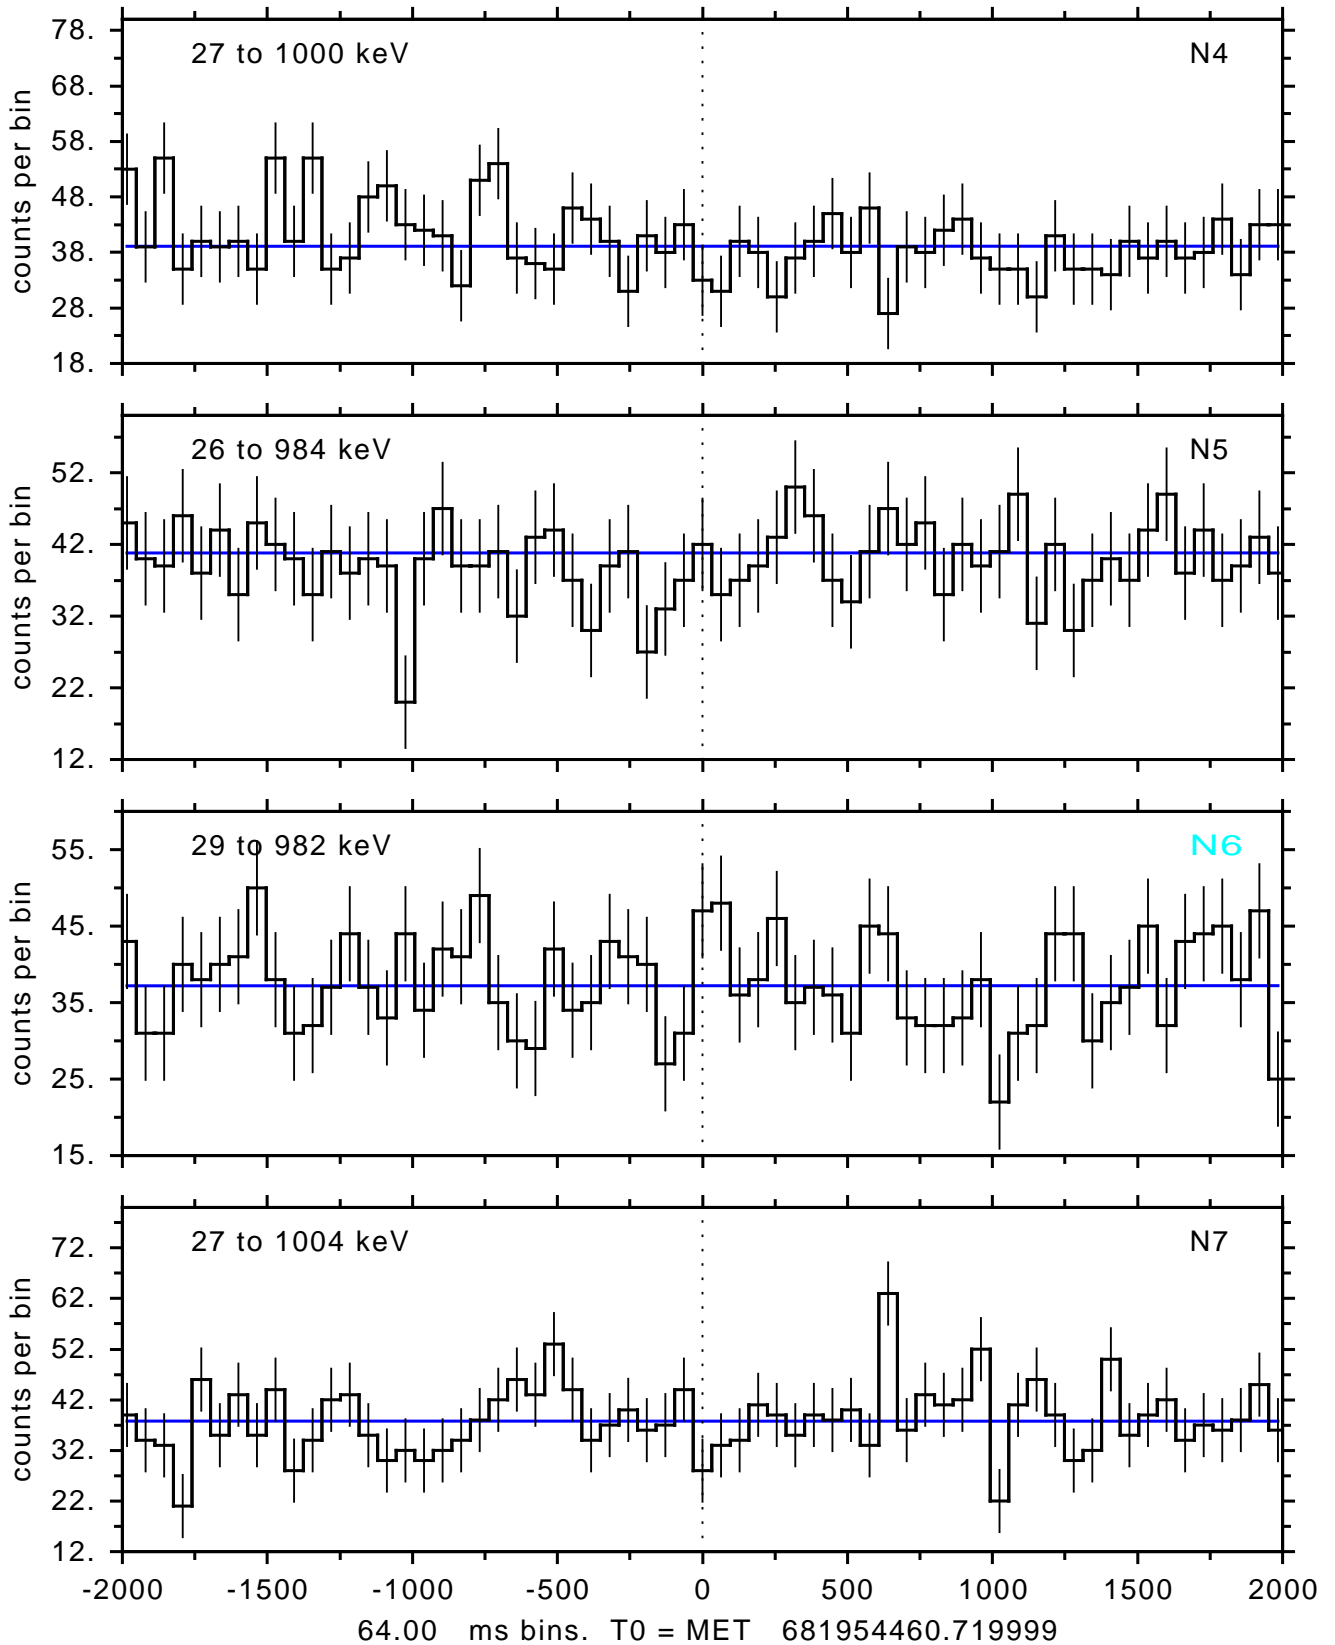 27 to 1000 keV N4
78.
68.
58.
48.
38.
28.
18.
counts per bin
26 to 984 keV N5
52.
42.
32.
22.
12.
counts per bin
29 to 982 keV N6
55.
45.
35.
25.
15.
counts per bin
27 to 1004 keV N7
72.
62.
52.
42.
32.
22.
12.
counts per bin
-2000 -1500 -1000 -500 0 500 1000 1500 2000
64.00 ms bins. T0 = MET 681954460.719999